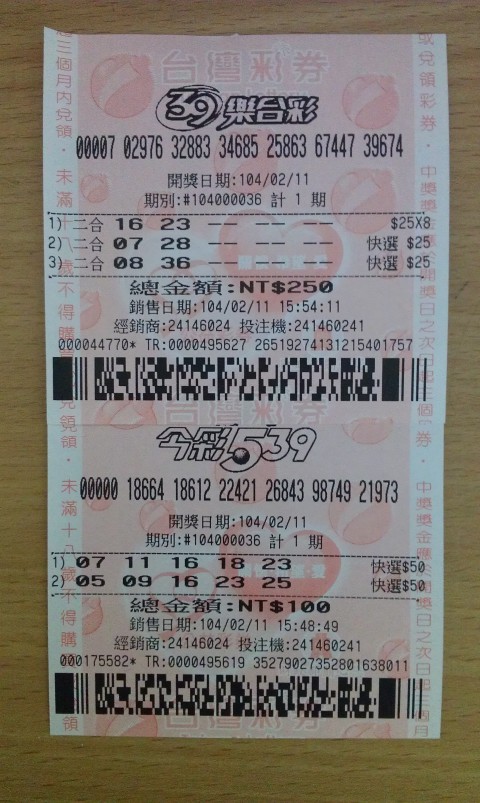 台灣彩券
39樂合彩
00007 02976 32883 34685 25863 67447 39674
開獎日期:104/02/11
期別:#104000036 計 1 期
1) 二合 16 23 -- -- -- -- $25X8
2) 二合 07 28 -- -- -- -- 快選 $25
3) 二合 08 36 -- -- -- -- 快選 $25
總金額:NT$250
銷售日期:104/02/11 15:54:11
經銷商:24146024 投注機:241460241
000044770* TR:0000495627 265192741312154017​57
今彩539
00000 18664 18612 22421 26843 98749 21973
開獎日期:104/02/11
期別:#104000036 計 1 期
1) 07 11 16 18 23 快選$50
2) 05 09 16 23 25 快選$50
總金額:NT$100
銷售日期:104/02/11 15:48:49
經銷商:24146024 投注機:241460241
000175582* TR:0000495619 35279027352801638011